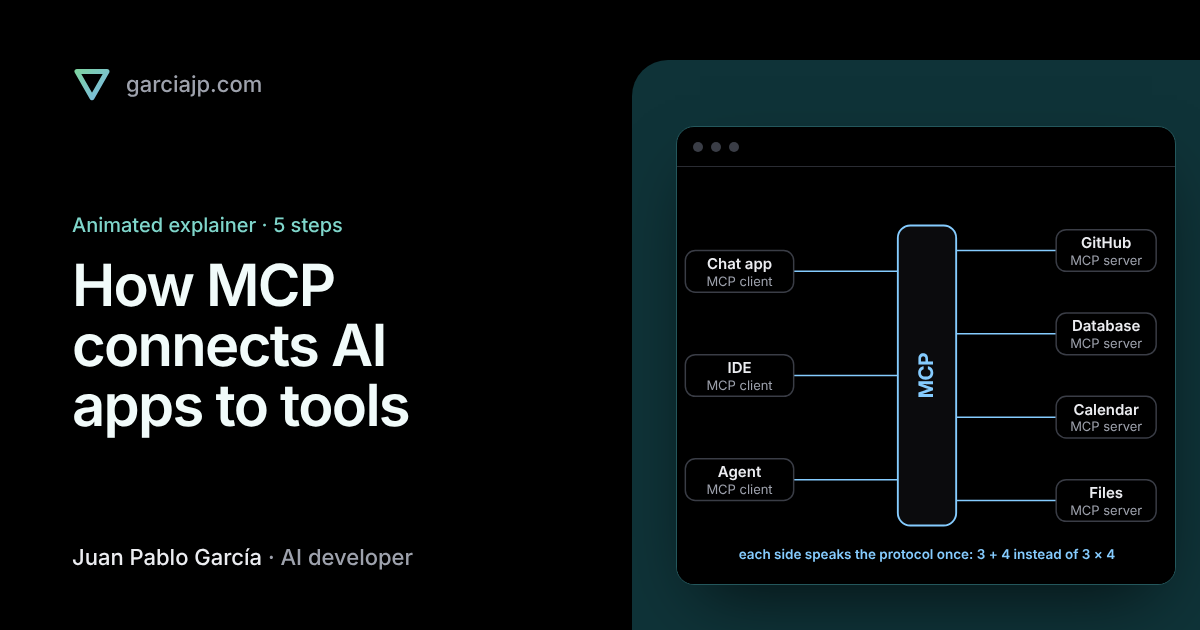 garciajp.com
Animated explainer · 5 steps
How MCP
connects AI
apps to tools
Juan Pablo García · AI developer
Chat app
MCP client
IDE
MCP client
Agent
MCP client
MCP
GitHub
MCP server
Database
MCP server
Calendar
MCP server
Files
MCP server
each side speaks the protocol once: 3 + 4 instead of 3 × 4